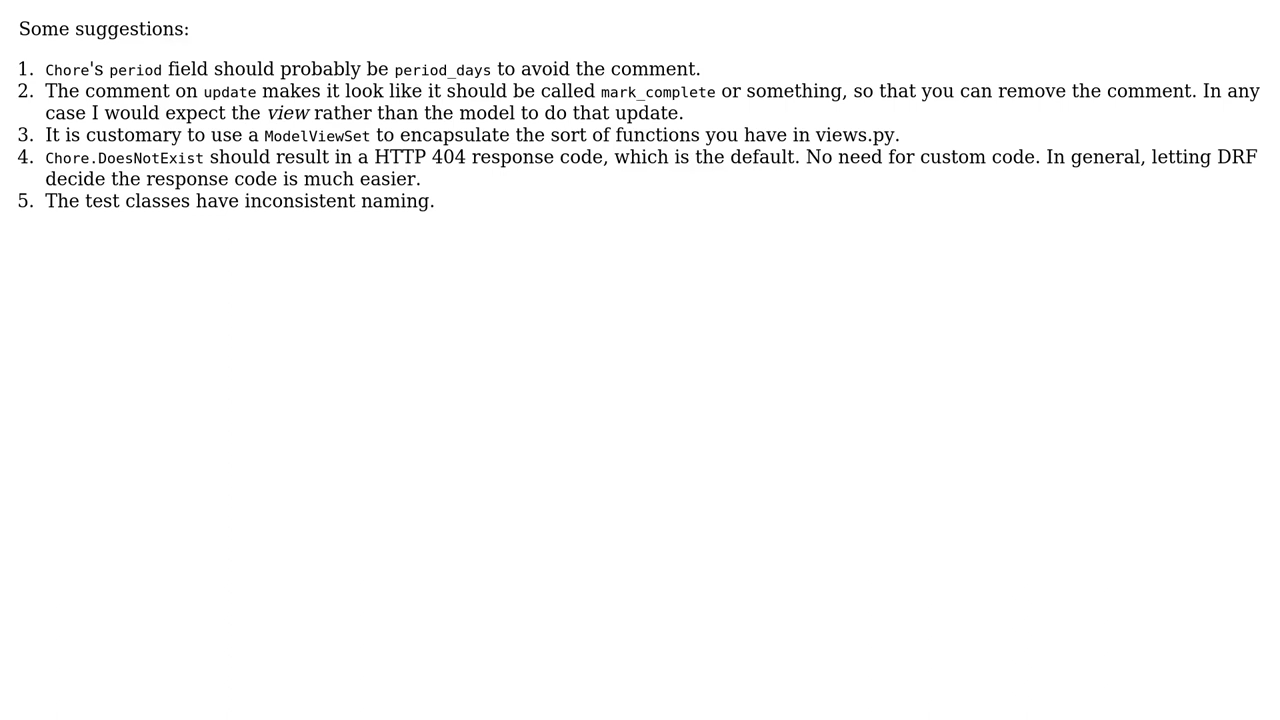 Some suggestions:
1. Chore's period field should probably be period_days to avoid the comment.
2. The comment on update makes it look like it should be called mark_complete or something, so that you can remove the comment. In any
case I would expect the view rather than the model to do that update.
3. It is customary to use a ModelViewSet to encapsulate the sort of functions you have in views.py.
4. Chore.DoesNotExist should result in a HTTP 404 response code, which is the default. No need for custom code. In general, letting DRF
decide the response code is much easier.
5. The test classes have inconsistent naming.